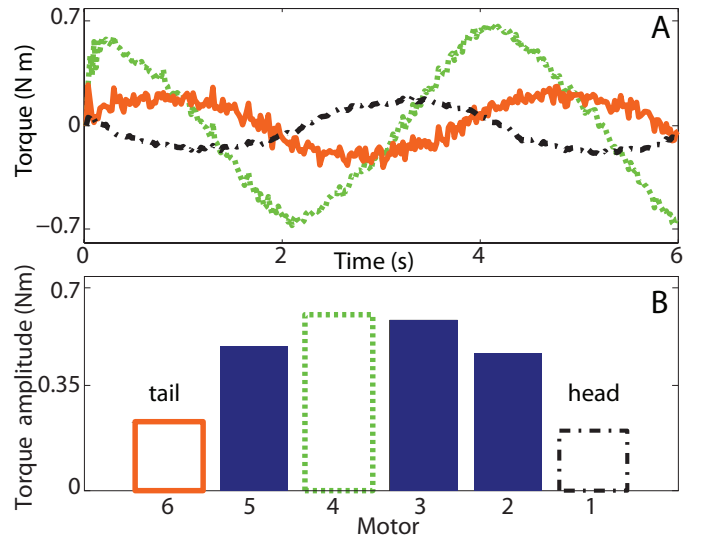 0.7
A
Torque (N m)
0
−0.7
0
2
4
6
Time (s)
0.7
B
Torque amplitude (Nm)
0.35
tail
head
0
6
5
4
3
2
1
Motor